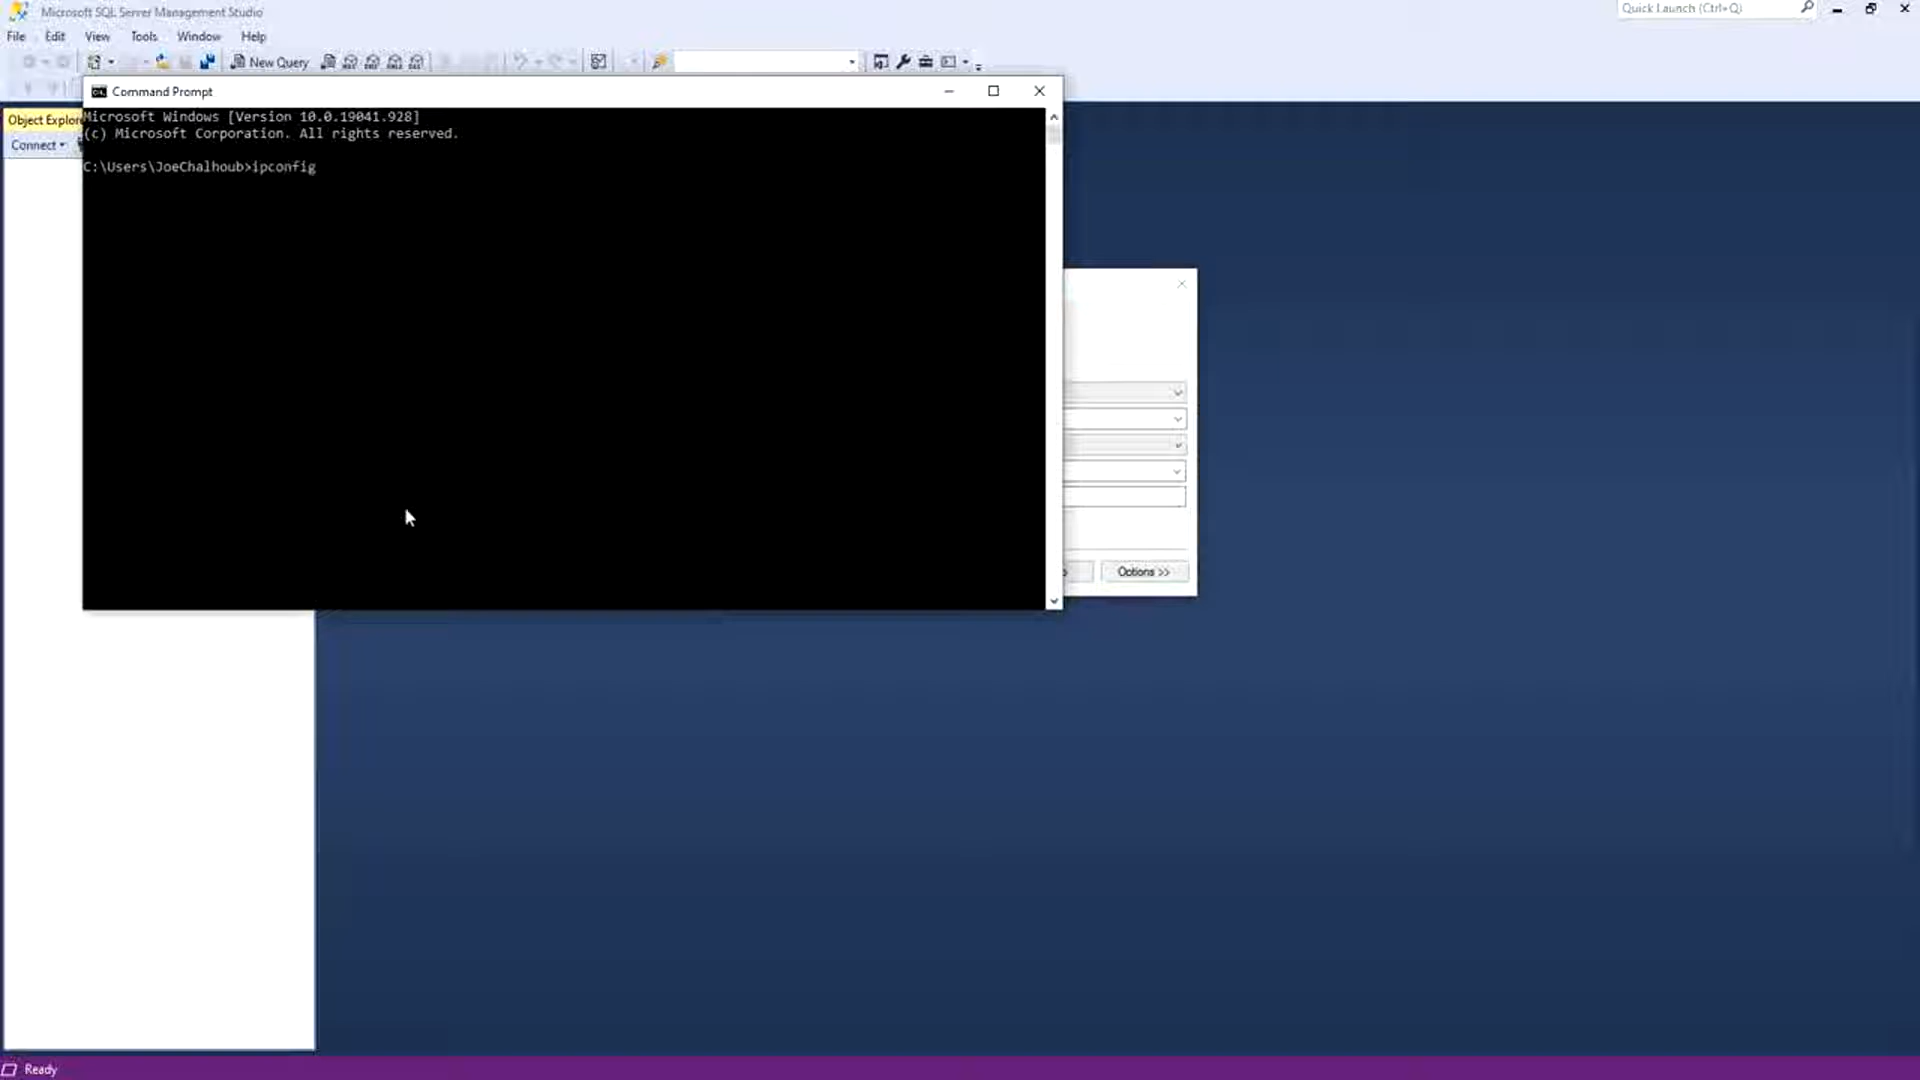 Microsoft SQL Server Management Studio
Quick Launch (Ctrl+Q)
File Edit View Tools Window Help
New Query
Command Prompt
Object Explor
Connect
Microsoft Windows [Version 10.0.19041.928]
(c) Microsoft Corporation. All rights reserved.
C:\Users\JoeChalhoub>ipconfig
Options >>
Ready